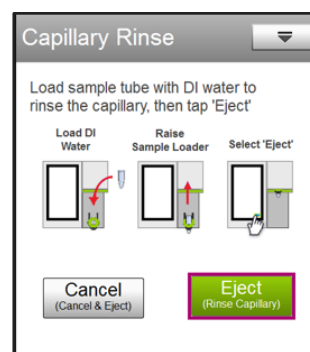 Capillary Rinse
Load sample tube with DI water to
rinse the capillary, then tap 'Eject'
Load DI
Water
Raise
Sample Loader
Select 'Eject'
Cancel
(Cancel & Eject)
Eject
(Rinse Capillary)